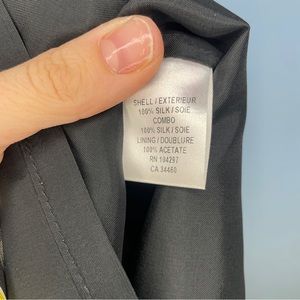 SHELL / EXTERIEUR
100% SILK / SOIE
COMBO
100% SILK / SOIE
LINING / DOUBLURE
100% ACETATE
RN 104297
CA 34460